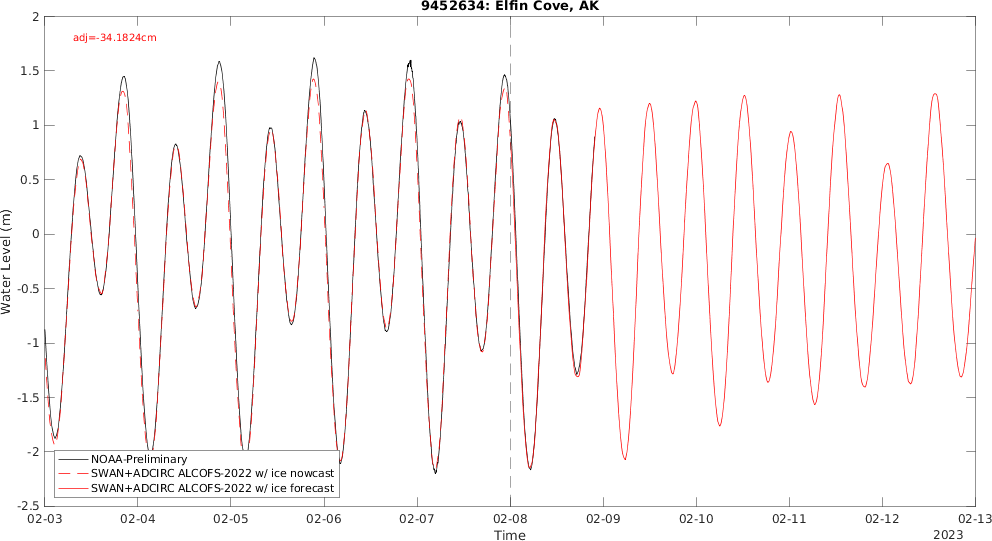 9452634: Elfin Cove, AK
adj=-34.1824cm
Water Level (m)
2
1.5
1
0.5
0
-0.5
-1
-1.5
-2
-2.5
NOAA-Preliminary
SWAN+ADCIRC ALCOFS-2022 w/ ice nowcast
SWAN+ADCIRC ALCOFS-2022 w/ ice forecast
02-03 02-04 02-05 02-06 02-07 02-08 02-09 02-10 02-11 02-12 02-13
Time
2023